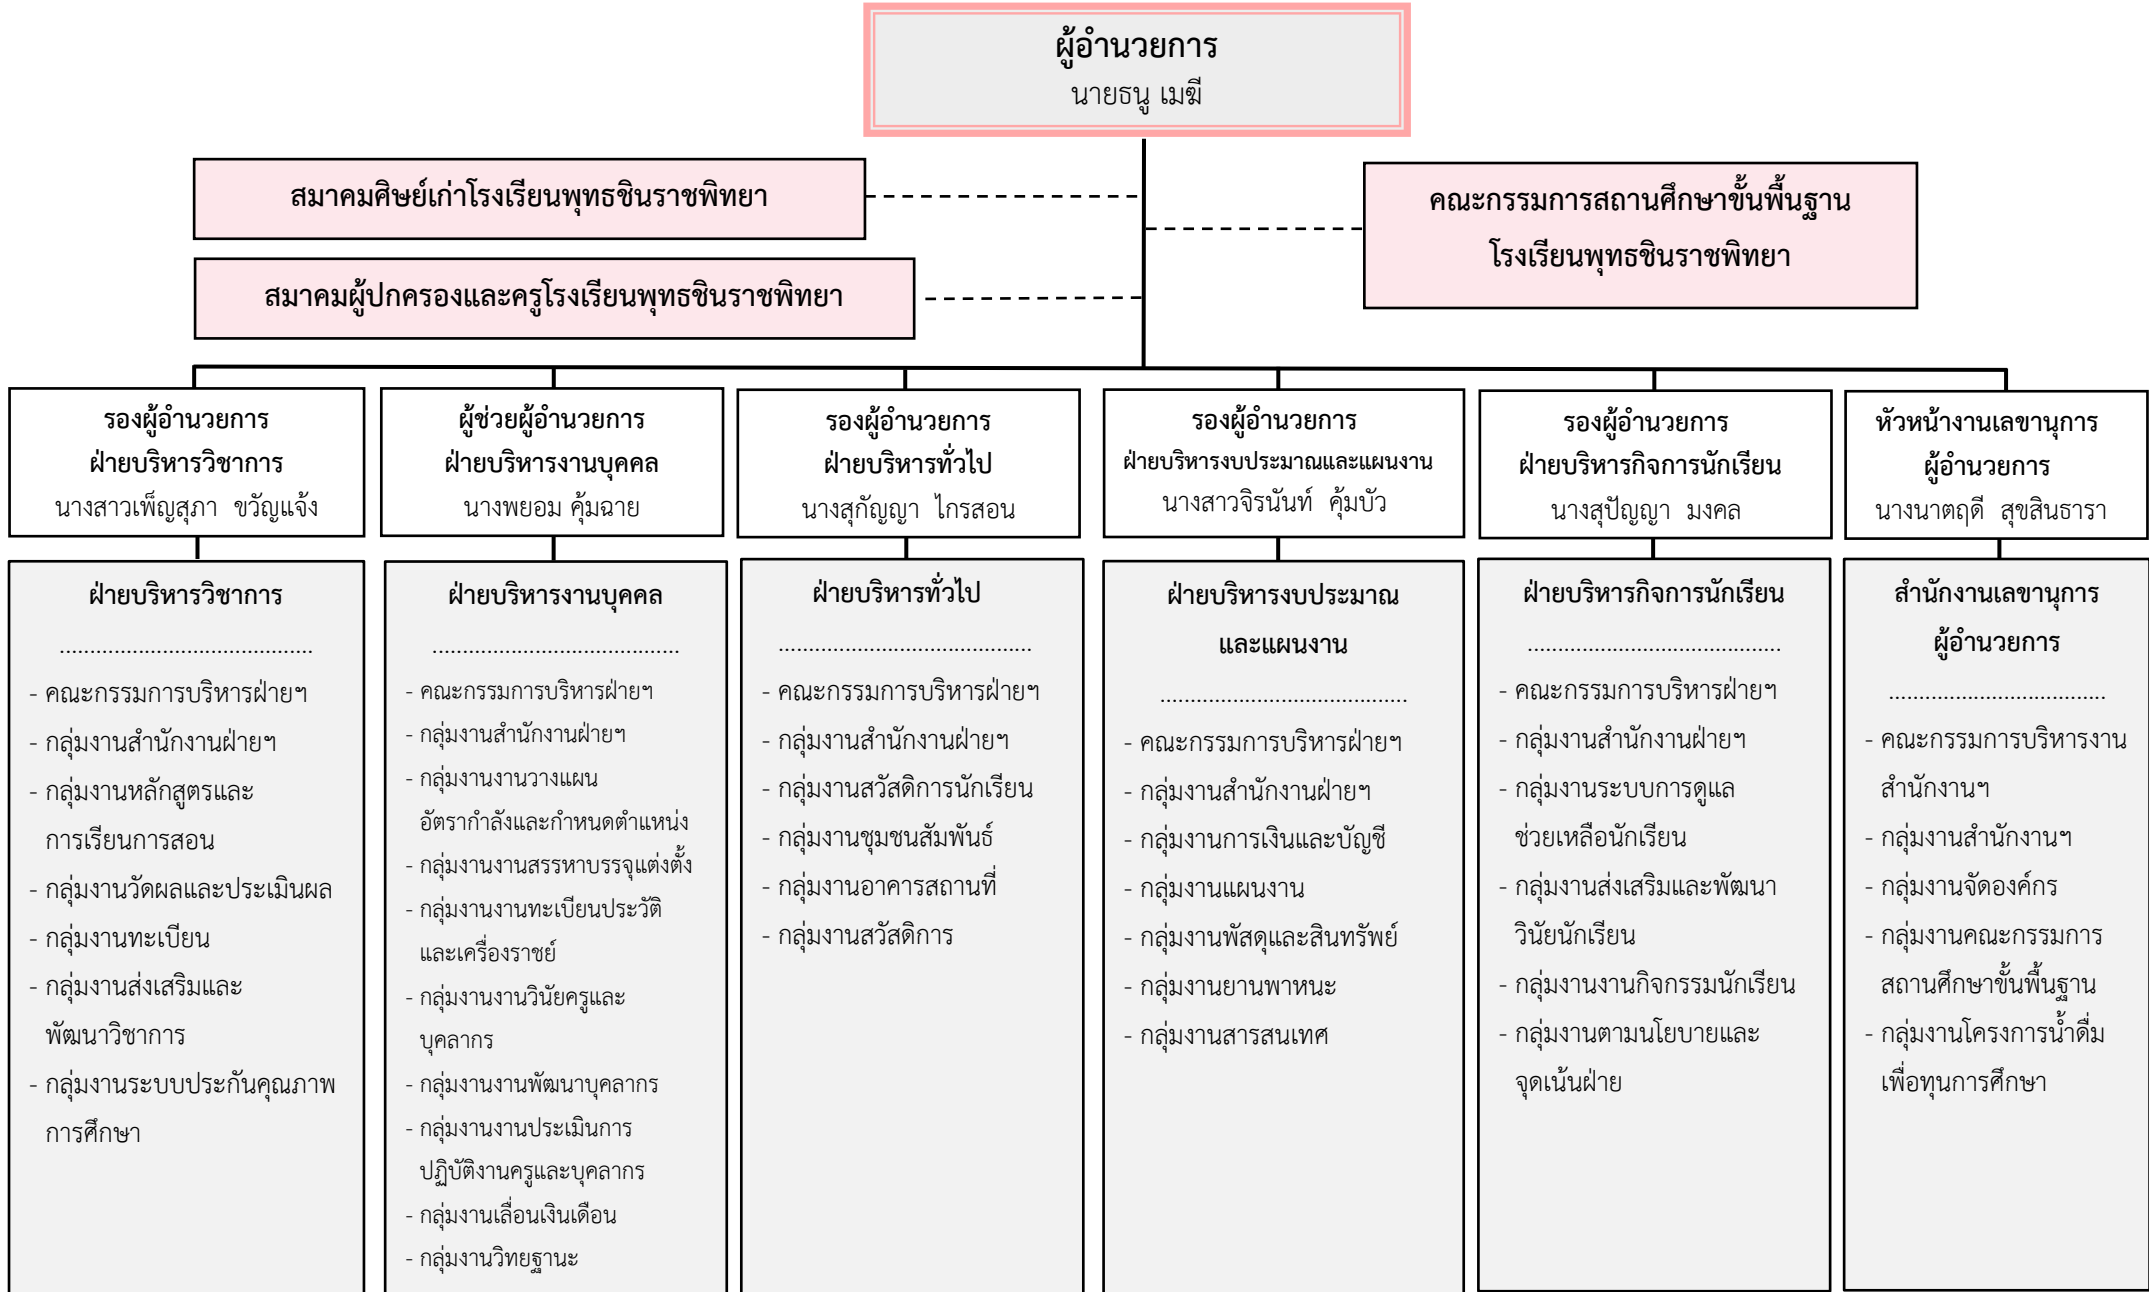 ผู้อำนวยการ
นายธนู เมฆี
สมาคมศิษย์เก่าโรงเรียนพุทธชินราชพิทยา
คณะกรรมการสถานศึกษาขั้นพื้นฐาน
โรงเรียนพุทธชินราชพิทยา
สมาคมผู้ปกครองและครูโรงเรียนพุทธชินราชพิทยา
รองผู้อำนวยการ
ฝ่ายบริหารวิชาการ
นางสาวเพ็ญสุภา ขวัญแจ้ง
ผู้ช่วยผู้อำนวยการ
ฝ่ายบริหารงานบุคคล
นางพยอม คุ้มฉาย
รองผู้อำนวยการ
ฝ่ายบริหารทั่วไป
นางสุกัญญา ไกรสอน
รองผู้อำนวยการ
ฝ่ายบริหารงบประมาณและแผนงาน
นางสาวจิรนันท์ คุ้มบัว
รองผู้อำนวยการ
ฝ่ายบริหารกิจการนักเรียน
นางสุปัญญา มงคล
หัวหน้างานเลขานุการ
ผู้อำนวยการ
นางนาตฤดี สุขสินธารา
ฝ่ายบริหารวิชาการ
..........................................
- คณะกรรมการบริหารฝ่ายฯ
- กลุ่มงานสำนักงานฝ่ายฯ
- กลุ่มงานหลักสูตรและ
การเรียนการสอน
- กลุ่มงานวัดผลและประเมินผล
- กลุ่มงานทะเบียน
- กลุ่มงานส่งเสริมและ
พัฒนาวิชาการ
- กลุ่มงานระบบประกันคุณภาพ
การศึกษา
ฝ่ายบริหารงานบุคคล
.........................................
- คณะกรรมการบริหารฝ่ายฯ
- กลุ่มงานสำนักงานฝ่ายฯ
- กลุ่มงานงานวางแผน
อัตรากำลังและกำหนดตำแหน่ง
- กลุ่มงานงานสรรหาบรรจุแต่งตั้ง
- กลุ่มงานงานทะเบียนประวัติ
และเครื่องราชย์
- กลุ่มงานงานวินัยครูและ
บุคลากร
- กลุ่มงานงานพัฒนาบุคลากร
- กลุ่มงานงานประเมินการ
ปฏิบัติงานครูและบุคลากร
- กลุ่มงานเลื่อนเงินเดือน
- กลุ่มงานวิทยฐานะ
ฝ่ายบริหารทั่วไป
..........................................
- คณะกรรมการบริหารฝ่ายฯ
- กลุ่มงานสำนักงานฝ่ายฯ
- กลุ่มงานสวัสดิการนักเรียน
- กลุ่มงานชุมชนสัมพันธ์
- กลุ่มงานอาคารสถานที่
- กลุ่มงานสวัสดิการ
ฝ่ายบริหารงบประมาณ
และแผนงาน
.........................................
- คณะกรรมการบริหารฝ่ายฯ
- กลุ่มงานสำนักงานฝ่ายฯ
- กลุ่มงานการเงินและบัญชี
- กลุ่มงานแผนงาน
- กลุ่มงานพัสดุและสินทรัพย์
- กลุ่มงานยานพาหนะ
- กลุ่มงานสารสนเทศ
ฝ่ายบริหารกิจการนักเรียน
..........................................
- คณะกรรมการบริหารฝ่ายฯ
- กลุ่มงานสำนักงานฝ่ายฯ
- กลุ่มงานระบบการดูแล
ช่วยเหลือนักเรียน
- กลุ่มงานส่งเสริมและพัฒนา
วินัยนักเรียน
- กลุ่มงานงานกิจกรรมนักเรียน
- กลุ่มงานตามนโยบายและ
จุดเน้นฝ่าย
สำนักงานเลขานุการ
ผู้อำนวยการ
....................................
- คณะกรรมการบริหารงาน
สำนักงานฯ
- กลุ่มงานสำนักงานฯ
- กลุ่มงานจัดองค์กร
- กลุ่มงานคณะกรรมการ
สถานศึกษาขั้นพื้นฐาน
- กลุ่มงานโครงการน้ำดื่ม
เพื่อทุนการศึกษา